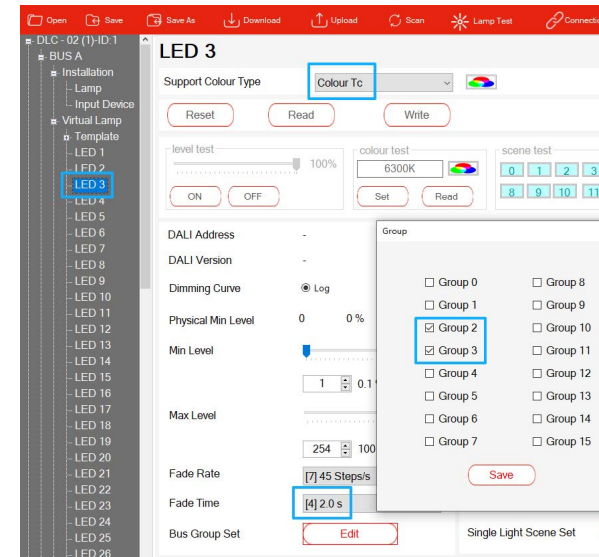 Open Save Save As Download Upload Scan Lamp Test
DLC - 02 (1)-ID:1
BUS A
Installation
Lamp
Input Device
Virtual Lamp
Template
LED 1
LED 2
LED 3
LED 4
LED 5
LED 6
LED 7
LED 8
LED 9
LED 10
LED 11
LED 12
LED 13
LED 14
LED 15
LED 16
LED 17
LED 18
LED 19
LED 20
LED 21
LED 22
LED 23
LED 24
LED 25
LED 26
LED 3
Support Colour Type Colour Tc
Reset Read Write
level test
100%
ON OFF
colour test
6300K
Set Read
scene test
0 1 2 3
8 9 10 11
DALI Address -
DALI Version -
Dimming Curve Log
Physical Min Level 0 0 %
Min Level
1 0.1
Max Level
254 100
Fade Rate [7] 45 Steps/s
Fade Time [4] 2.0 s
Bus Group Set Edit Single Light Scene Set
Group
Group 0 Group 8
Group 1 Group 9
Group 2 Group 10
Group 3 Group 11
Group 4 Group 12
Group 5 Group 13
Group 6 Group 14
Group 7 Group 15
Save